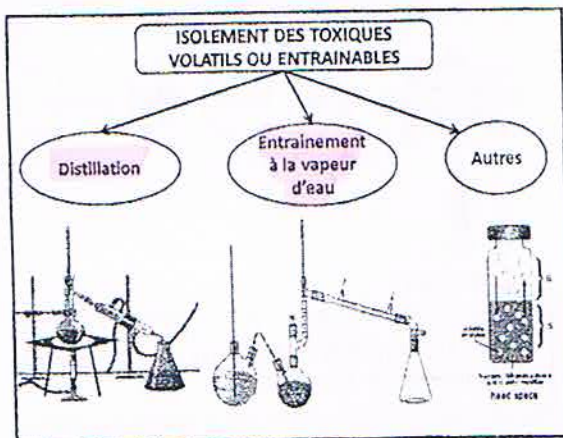 ISOLEMENT DES TOXIQUES
VOLATILS OU ENTRAINABLES
Distillation
Entrainement
à la vapeur
d'eau
Autres
G
S
head space